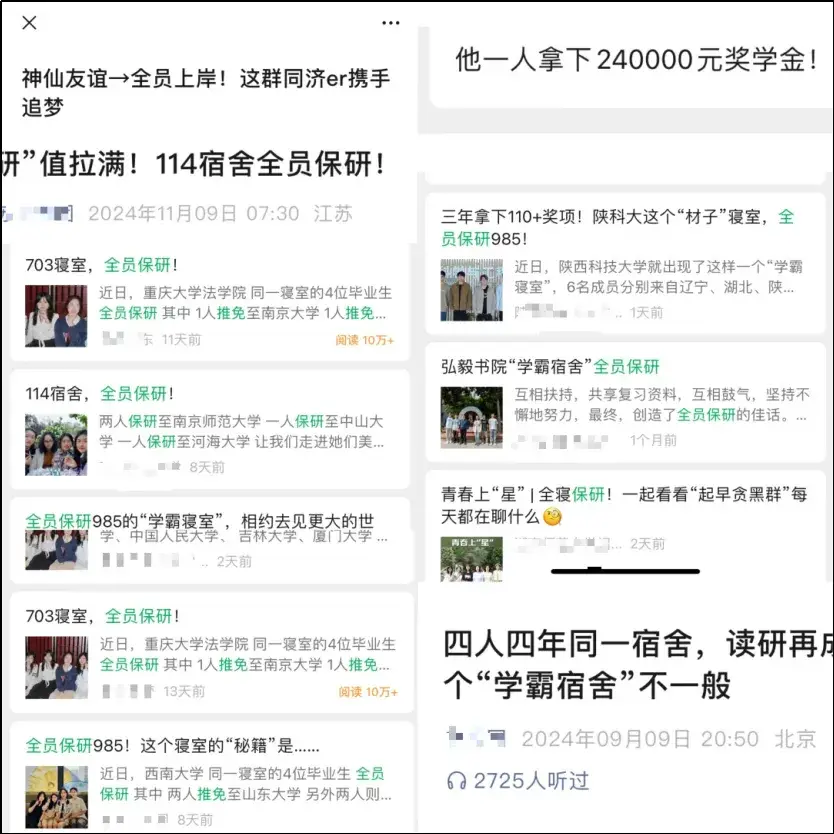 神仙友谊→全员上岸！这群同济er携手
追梦
研”值拉满！114宿舍全员保研！
2024年11月09日 07:30 江苏
703寝室，全员保研！
近日，重庆大学法学院 同一寝室的4位毕业生
全员保研 其中 1人推免至南京大学 1人推免...
东 11天前
阅读 10万+
114宿舍，全员保研！
两人保研至南京师范大学 一人保研至中山大
学 一人保研至河海大学 让我们走进她们美...
8天前
全员保研985的“学霸寝室”，相约去见更大的世
学、中国人民大学、 吉林大学、厦门大学 ...
2天前
703寝室，全员保研！
近日，重庆大学法学院 同一寝室的4位毕业生
全员保研 其中 1人推免至南京大学 1人推免...
13天前
阅读 10万+
全员保研985！这个寝室的“秘籍”是……
近日，西南大学 同一寝室的4位毕业生 全员
保研 其中 两人推免至山东大学 另外两人则...
8天前
他一人拿下240000元奖学金！
三年拿下110+奖项！陕科大这个“材子”寝室，全
员保研985！
近日，陕西科技大学就出现了这样一个“学霸
寝室”，6名成员分别来自辽宁、湖北、陕...
1天前
弘毅书院“学霸宿舍”全员保研
互相扶持，共享复习资料，互相鼓气，坚持不
懈地努力，最终，创造了全员保研的佳话。...
1个月前
青春上“星” | 全寝保研！一起看看“起早贪黑群”每
天都在聊什么🧐
青春上“星”
2天前
四人四年同一宿舍，读研再成
个“学霸宿舍”不一般
2024年09月09日 20:50 北京
2725人听过